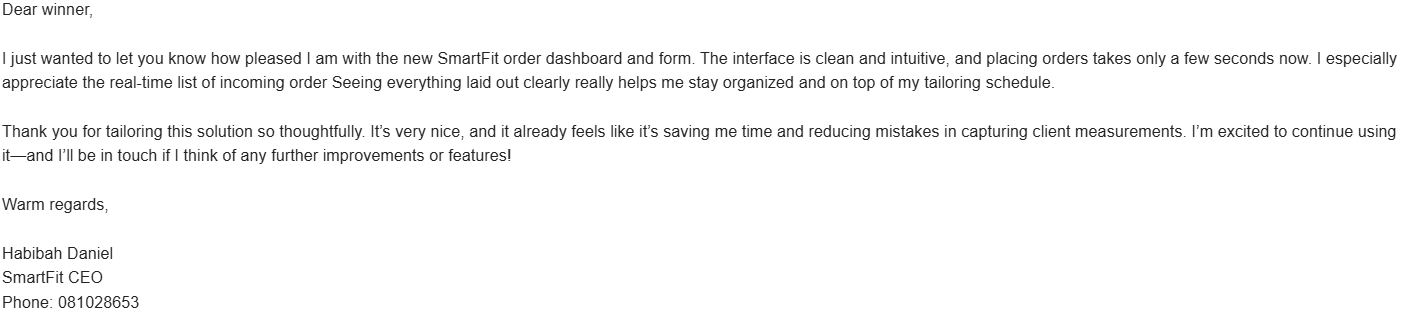 Dear winner,
I just wanted to let you know how pleased I am with the new SmartFit order dashboard and form. The interface is clean and intuitive, and placing orders takes only a few seconds now. I especially
appreciate the real-time list of incoming order Seeing everything laid out clearly really helps me stay organized and on top of my tailoring schedule.
Thank you for tailoring this solution so thoughtfully. It’s very nice, and it already feels like it’s saving me time and reducing mistakes in capturing client measurements. I’m excited to continue using
it—and I’ll be in touch if I think of any further improvements or features!
Warm regards,
Habibah Daniel
SmartFit CEO
Phone: 081028653